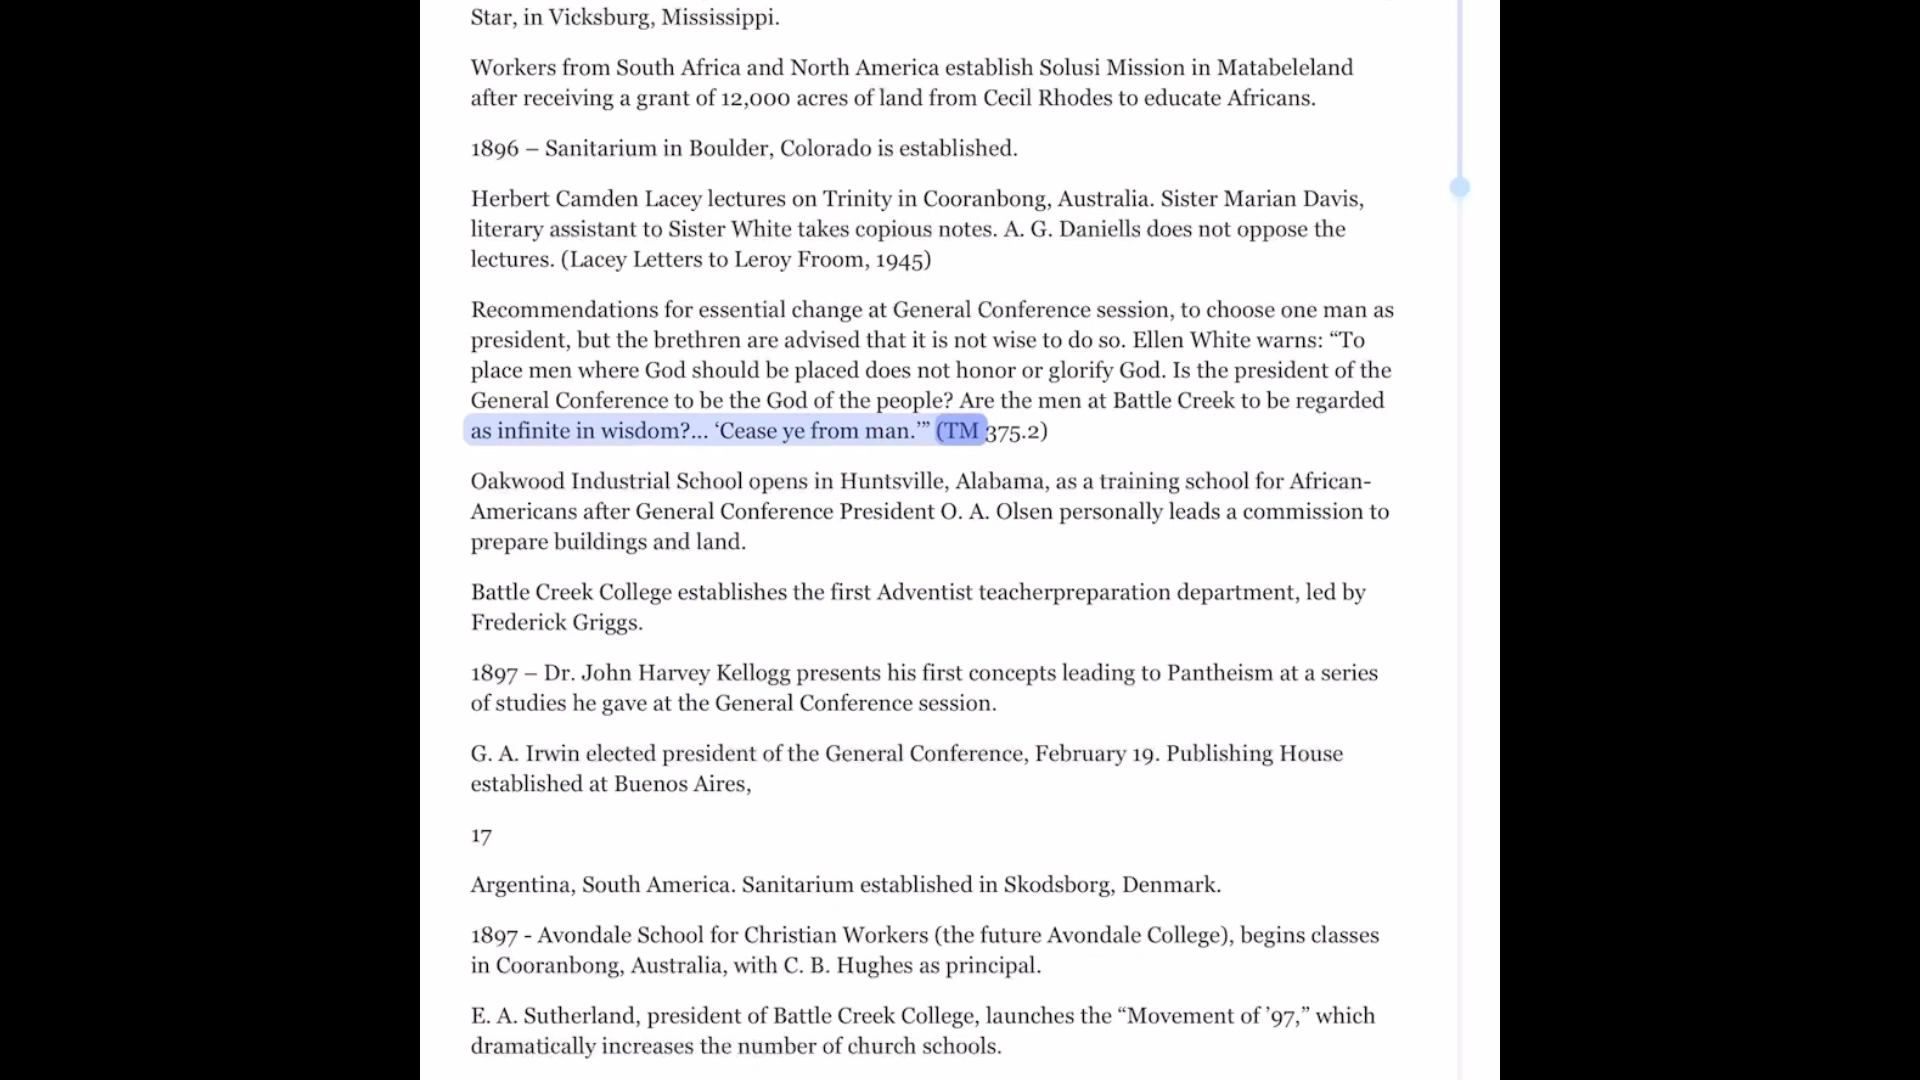 Star, in Vicksburg, Mississippi.
Workers from South Africa and North America establish Solusi Mission in Matabeleland
after receiving a grant of 12,000 acres of land from Cecil Rhodes to educate Africans.
1896 – Sanitarium in Boulder, Colorado is established.
Herbert Camden Lacey lectures on Trinity in Cooranbong, Australia. Sister Marian Davis,
literary assistant to Sister White takes copious notes. A. G. Daniells does not oppose the
lectures. (Lacey Letters to Leroy Froom, 1945)
Recommendations for essential change at General Conference session, to choose one man as
president, but the brethren are advised that it is not wise to do so. Ellen White warns: “To
place men where God should be placed does not honor or glorify God. Is the president of the
General Conference to be the God of the people? Are the men at Battle Creek to be regarded
as infinite in wisdom?... ‘Cease ye from man.’” (TM 375.2)
Oakwood Industrial School opens in Huntsville, Alabama, as a training school for African-
Americans after General Conference President O. A. Olsen personally leads a commission to
prepare buildings and land.
Battle Creek College establishes the first Adventist teacherpreparation department, led by
Frederick Griggs.
1897 – Dr. John Harvey Kellogg presents his first concepts leading to Pantheism at a series
of studies he gave at the General Conference session.
G. A. Irwin elected president of the General Conference, February 19. Publishing House
established at Buenos Aires,
17
Argentina, South America. Sanitarium established in Skodsborg, Denmark.
1897 - Avondale School for Christian Workers (the future Avondale College), begins classes
in Cooranbong, Australia, with C. B. Hughes as principal.
E. A. Sutherland, president of Battle Creek College, launches the “Movement of ’97,” which
dramatically increases the number of church schools.